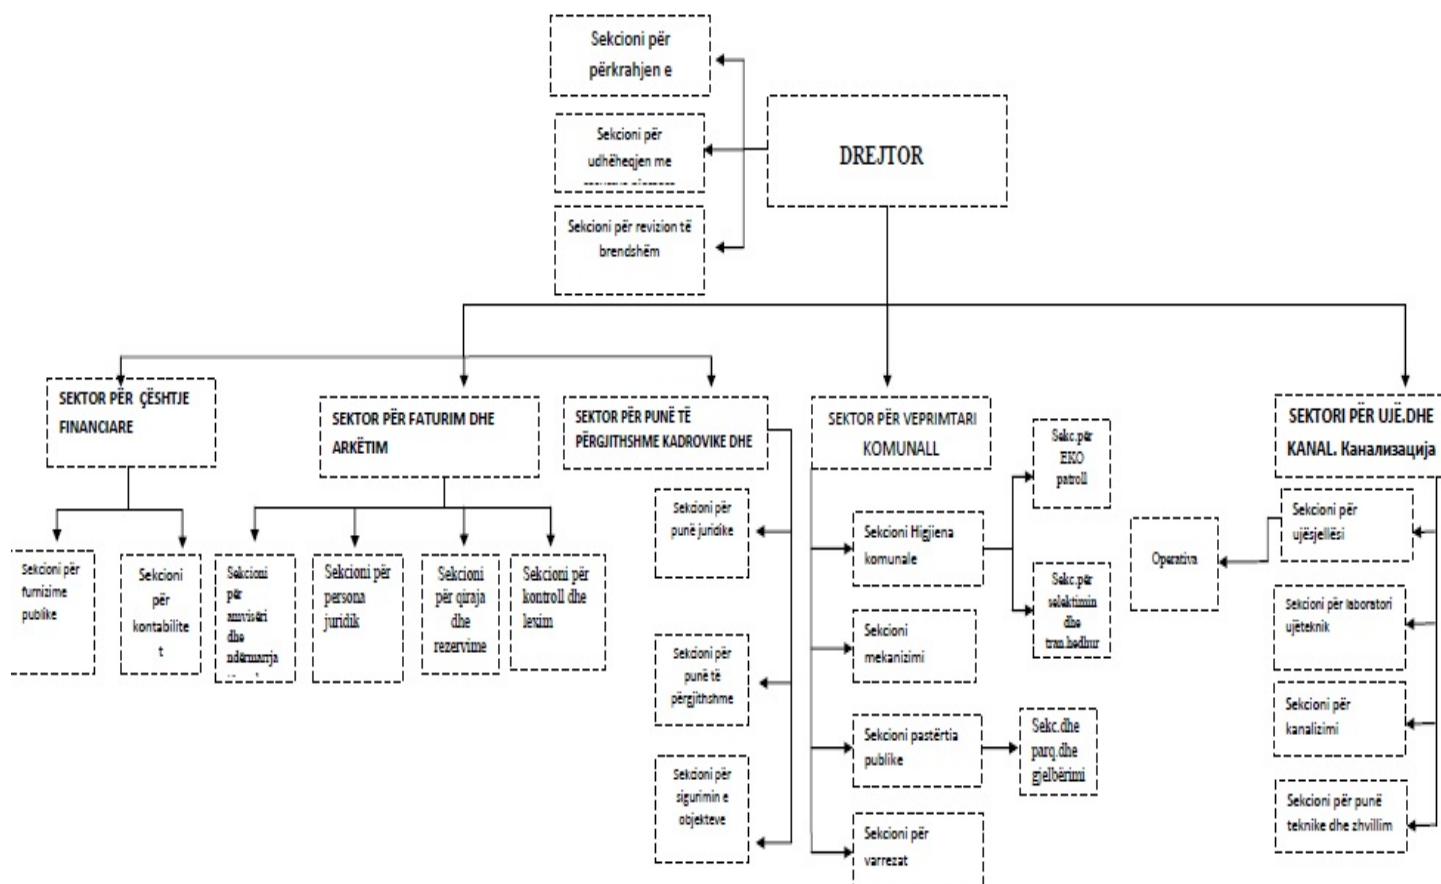 Sekcioni për
përkrahjen e
Sekcioni për
udhëheqjen me
DREJTOR
Sekcioni për revizion të
brendshëm
SEKTOR PËR ÇËSHTJE
FINANCIARE
SEKTOR PËR FATURIM DHE
ARKËTIM
SEKTOR PËR PUNË TË
PËRGJITHSHME KADROVIKE DHE
SEKTOR PËR VEPRIMTARI
KOMUNALL
SEKTORI PËR UJË.DHE
KANAL. Канализација
Sekcioni për
furnizime
publike
Sekcioni
për
kontabilite
t
Sekcioni
për
amvisëri
dhe
ndërmarrja
Sekcioni për
persona
juridik
Sekcioni
për qiraja
dhe
rezervime
Sekcioni për
kontroll dhe
lexim
Sekcioni për
punë juridike
Sekcioni për
punë të
përgjithshme
Sekcioni për
sigurimin e
objekteve
Sekcioni Higjiena
komunale
Sekc.për
EKO
patroll
Sekc.për
selektimin
dhe
tran.hedhur
Sekcioni
mekanizimi
Sekcioni pastërtia
publike
Sekc.dhe
parq.dhe
gjelbërimi
Sekcioni për
varrezat
Sekcioni për
ujësjellësi
Operativa
Sekcioni për laboratori
ujëteknik
Sekcioni për
kanalizimi
Sekcioni për punë
teknike dhe zhvillim